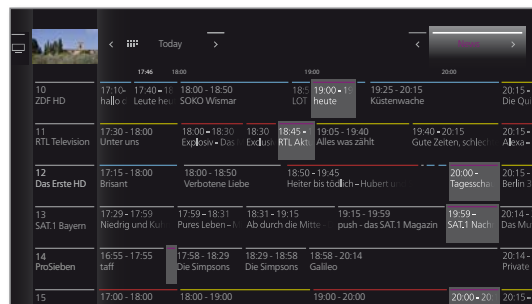 Today
News
17:46 18:00 19:00 20:00
10 17:10- 17:40- 18:00 - 18:50 18:5 19:00 - 19: 19:25 - 20:15 20:15 -
ZDF HD hallo Leute heu SOKO Wismar LOT heute Küstenwache Die Qui
11 17:30 - 18:00 18:00 - 18:30 18:30 18:45 - 19:05 - 19:40 19:40 - 20:15 20:15 -
RTL Television Unter uns Explosiv - Das Exclusi RTL Aktu Alles was zählt Gute Zeiten, schlech Alexa -
12 17:15 - 18:00 18:00 - 18:50 18:50 - 19:45 20:00 - 20:15 -
Das Erste HD Brisant Verbotene Liebe Heiter bis tödlich - Hubert un Tagesschau Berlin 3
13 17:29 - 17:59 17:59 - 18:31 18:31 - 19:15 19:15 - 19:59 19:59 - 20:14 -
SAT.1 Bayern Niedrig und Ku Pures Leben - Ab durch die Mitte - push - das SAT.1 Magazin SAT.1 Nach Das Mu
14 16:55 - 17:55 17:58 - 18:29 18:29 - 18:58 18:58 - 20:14 20:14 -
ProSieben taff Die Simpsons Die Simpsons Galileo Private
15 17:00 - 18:00 18:00 - 19:00 19:00 - 20:00 20:00 - 20: 20:15 -